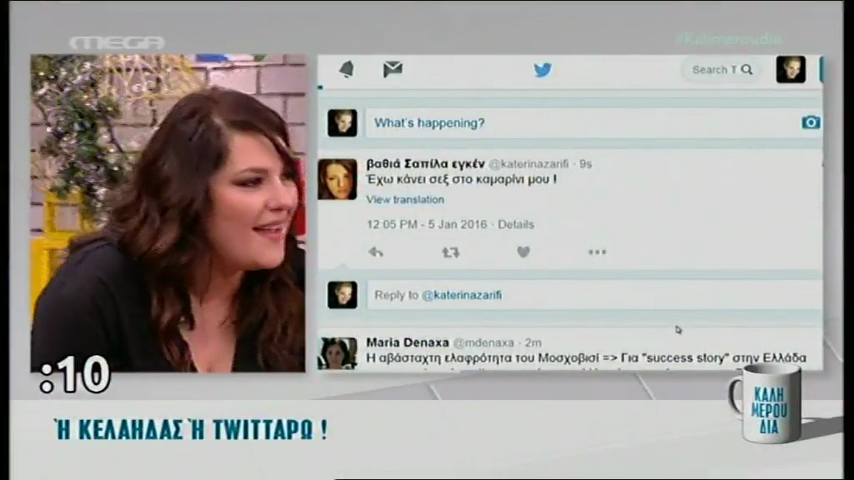 MEGA
#Kalimeroudia
Search T
What's happening?
βαθιά Σαπίλα εγκέν @katerinazarifi · 9s
Έχω κάνει σεξ στο καμαρίνι μου !
View translation
12:05 PM - 5 Jan 2016 · Details
Reply to @katerinazarifi
Maria Denaxa @mdenaxa · 2m
Η αβάσταχτη ελαφρότητα του Μοσχοβισί => Για "success story" στην Ελλάδα
:10
Ή ΚΕΛΑΗΔΑΣ Ή TWITTAΡΩ !
ΚΑΛΗ
ΜΕΡΟΥ
ΔΙΑ